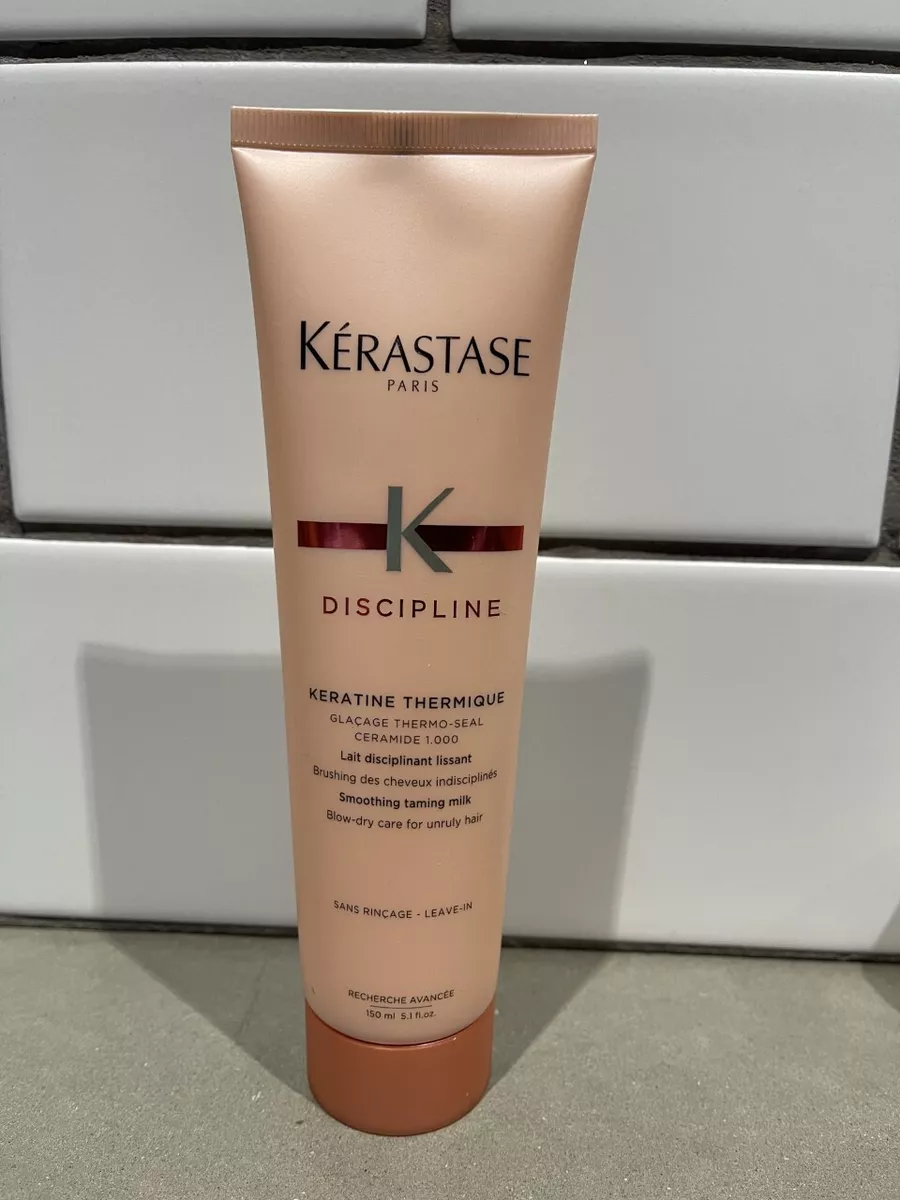 KÉRASTASE
PARIS
K
DISCIPLINE
KERATINE THERMIQUE
GLAÇAGE THERMO-SEAL
CERAMIDE 1.000
Lait disciplinant lissant
Brushing des cheveux indisciplinés
Smoothing taming milk
Blow-dry care for unruly hair
SANS RINÇAGE - LEAVE-IN
RECHERCHE AVANCÉE
150 ml 5.1 fl.oz.